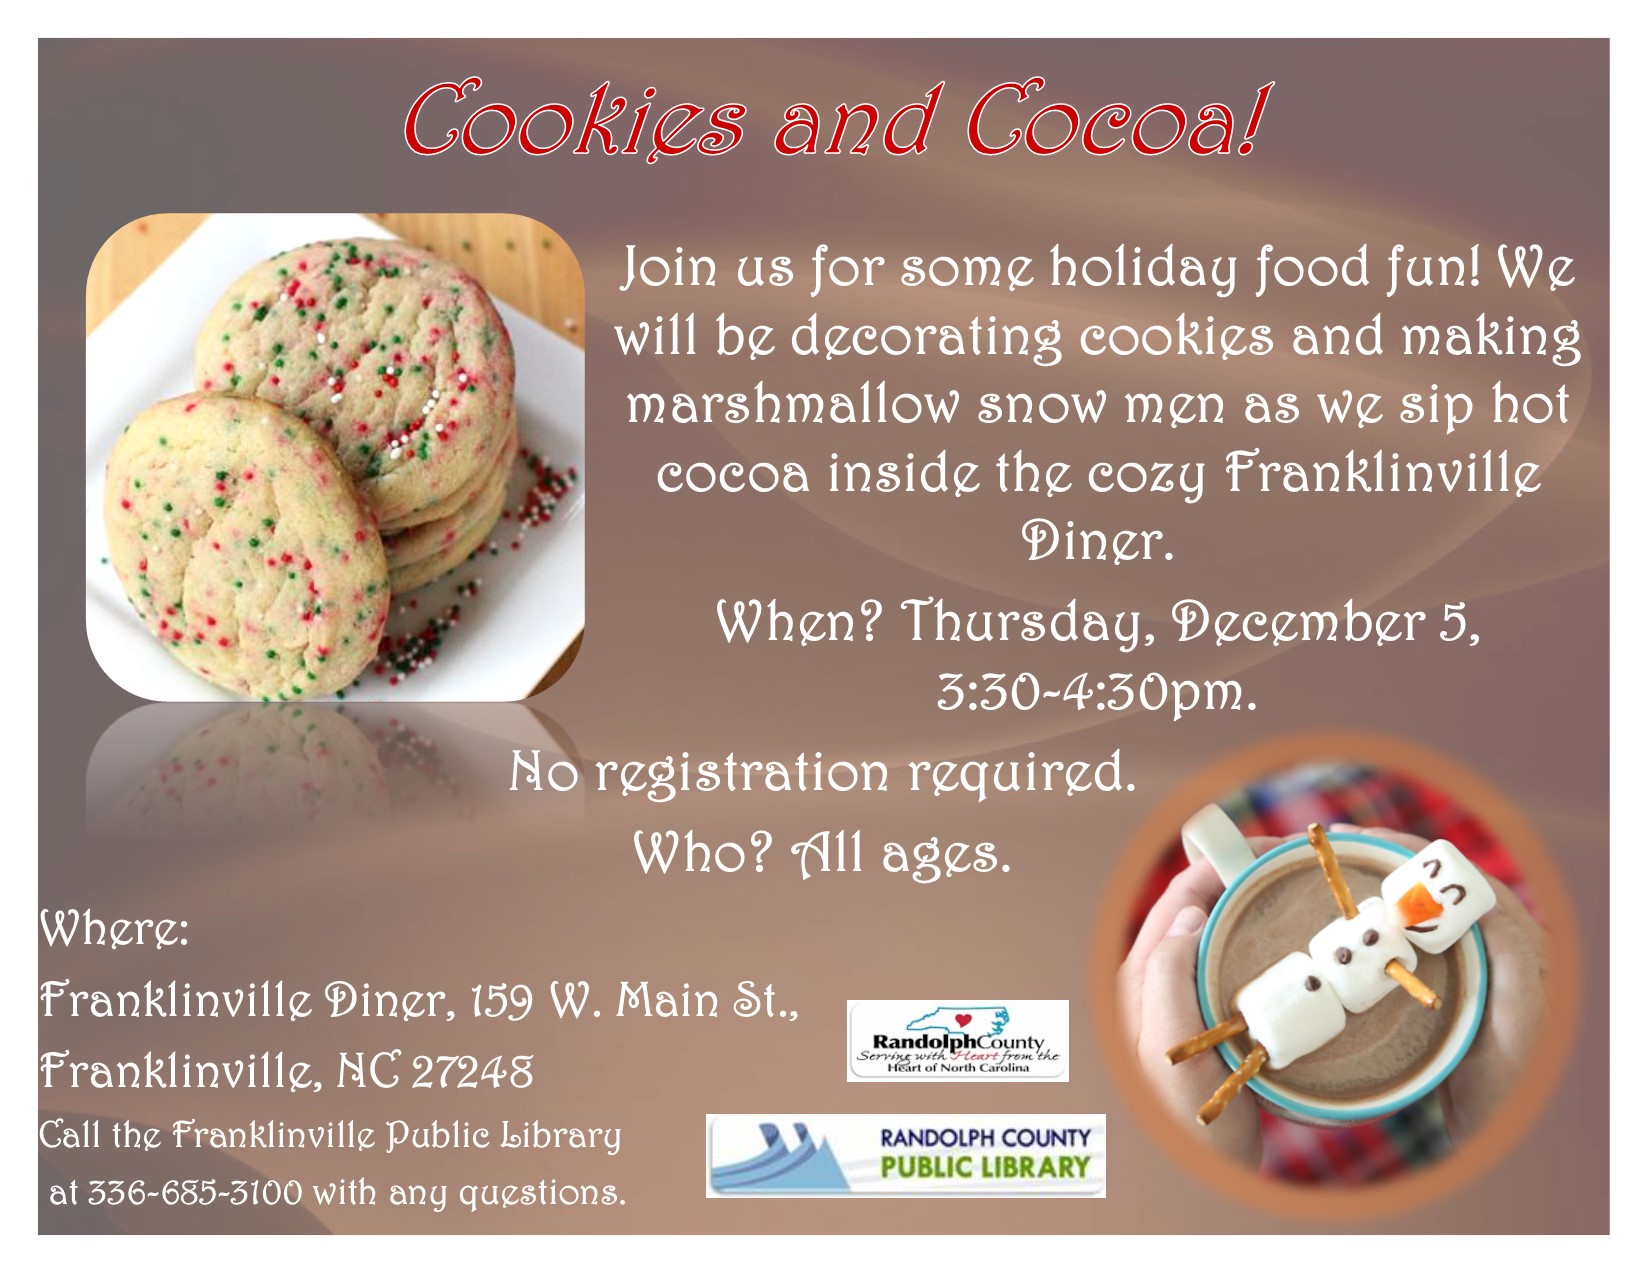 Cookies and Cocoa!
Join us for some holiday food fun! We
will be decorating cookies and making
marshmallow snow men as we sip hot
cocoa inside the cozy Franklinville
Diner.
When? Thursday, December 5,
3:30-4:30pm.
No registration required.
Who? All ages.
Where:
Franklinville Diner, 159 W. Main St.,
Franklinville, NC 27248
Call the Franklinville Public Library
at 336-685-3100 with any questions.
RandolphCounty
Serving with Heart from the
Heart of North Carolina
RANDOLPH COUNTY
PUBLIC LIBRARY